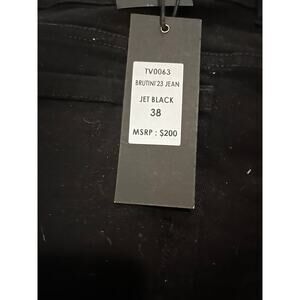 TV0063
BRUTINI'23 JEAN
JET BLACK
38
MSRP : $200